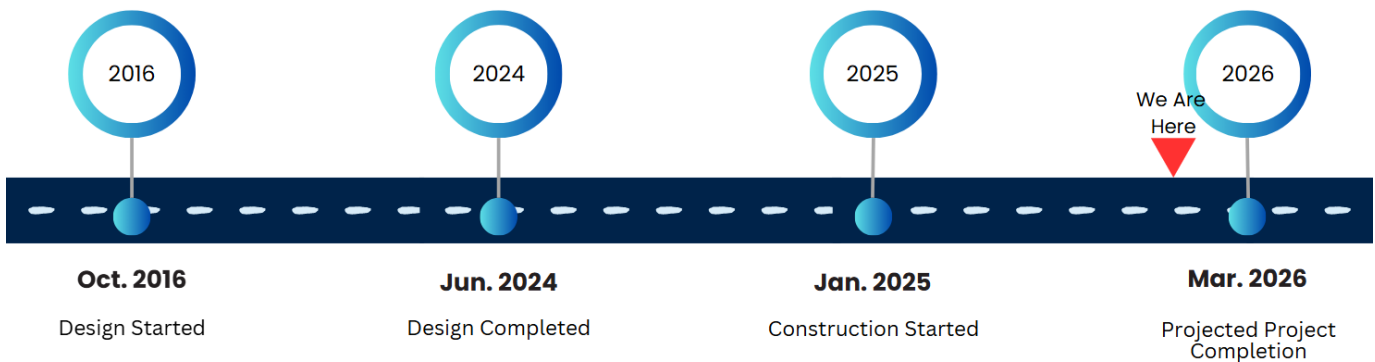 2016
2024
2025
2026
We Are
Here
Oct. 2016
Jun. 2024
Jan. 2025
Mar. 2026
Design Started
Design Completed
Construction Started
Projected Project
Completion